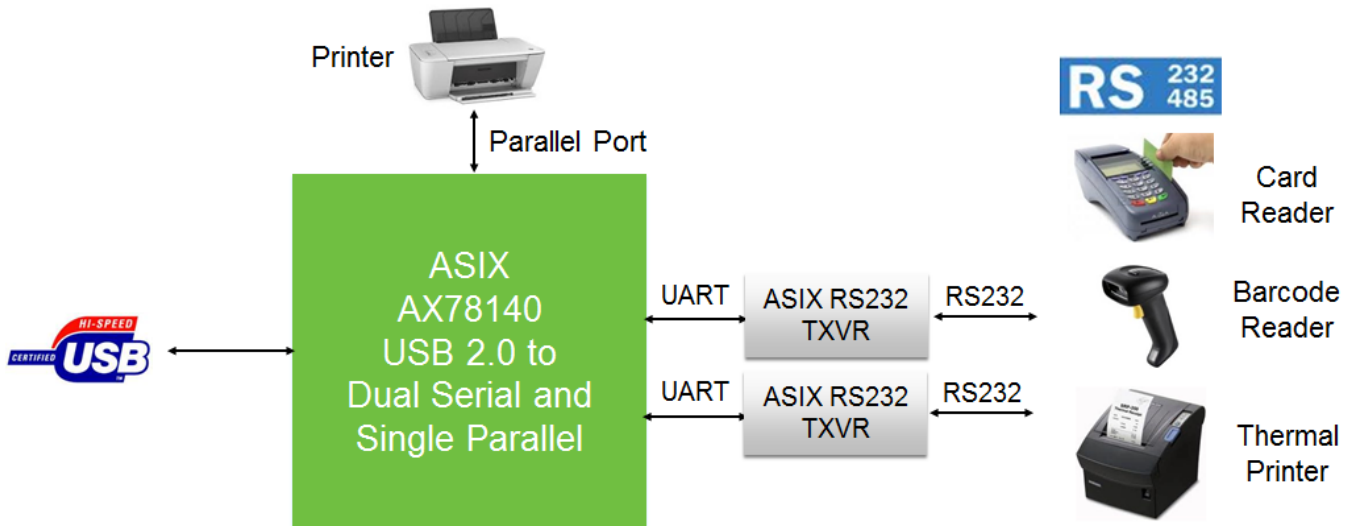 Printer
Parallel Port
RS 232
485
Card
Reader
ASIX
AX78140
USB 2.0 to
Dual Serial and
Single Parallel
HI-SPEED
CERTIFIED USB
UART
ASIX RS232
TXVR
RS232
Barcode
Reader
UART
ASIX RS232
TXVR
RS232
Thermal
Printer